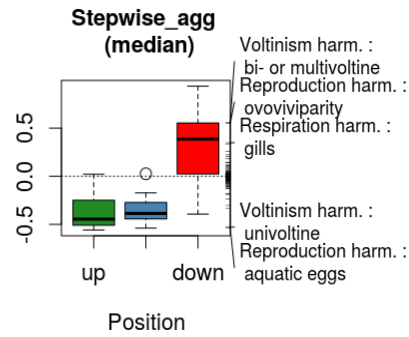 Stepwise_agg
(median)
Voltinism harm. :
bi- or multivoltine
Reproduction harm. :
ovoviviparity
Respiration harm. :
gills
Voltinism harm. :
univoltine
Reproduction harm. :
aquatic eggs
0.5
0.0
-0.5
up down
Position